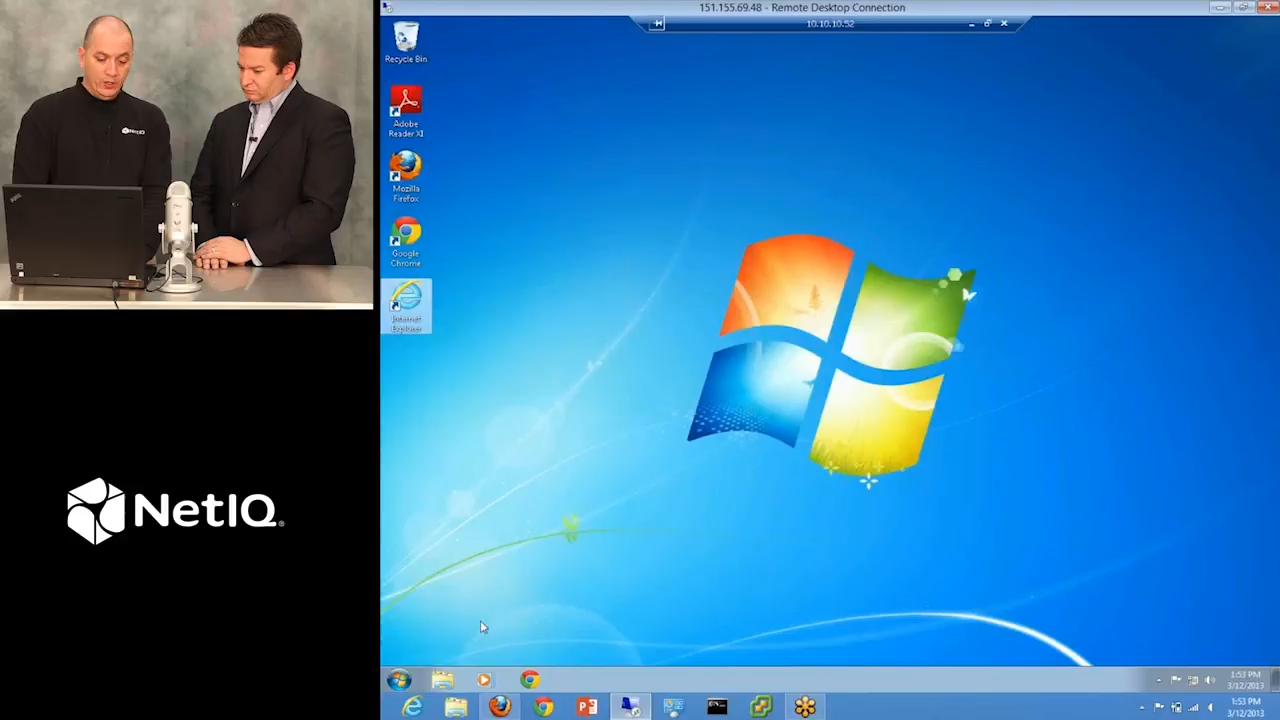 151.155.69.48 - Remote Desktop Connection
10.10.10.52
Recycle Bin
NetIQ
Adobe
Reader XI
Mozilla
Firefox
Google
Chrome
Internet
Explorer
NetIQ®
1:53 PM
3/12/2013
1:53 PM
3/12/2013